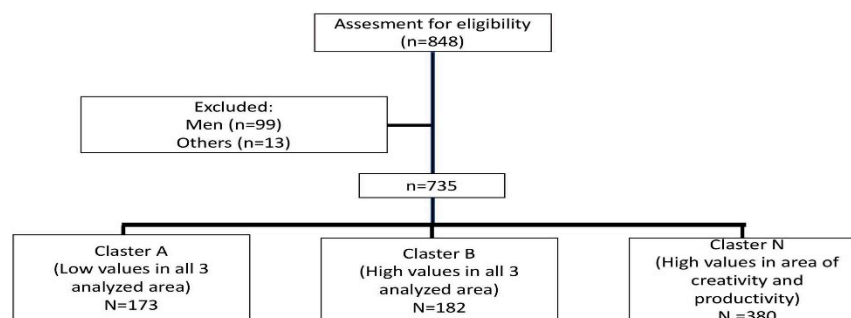 Assesment for eligibility
(n=848)
Excluded:
Men (n=99)
Others (n=13)
n=735
Claster A
(Low values in all 3
analyzed area)
N=173
Claster B
(High values in all 3
analyzed area)
N=182
Claster N
(High values in area of
creativity and
productivity)
N =380